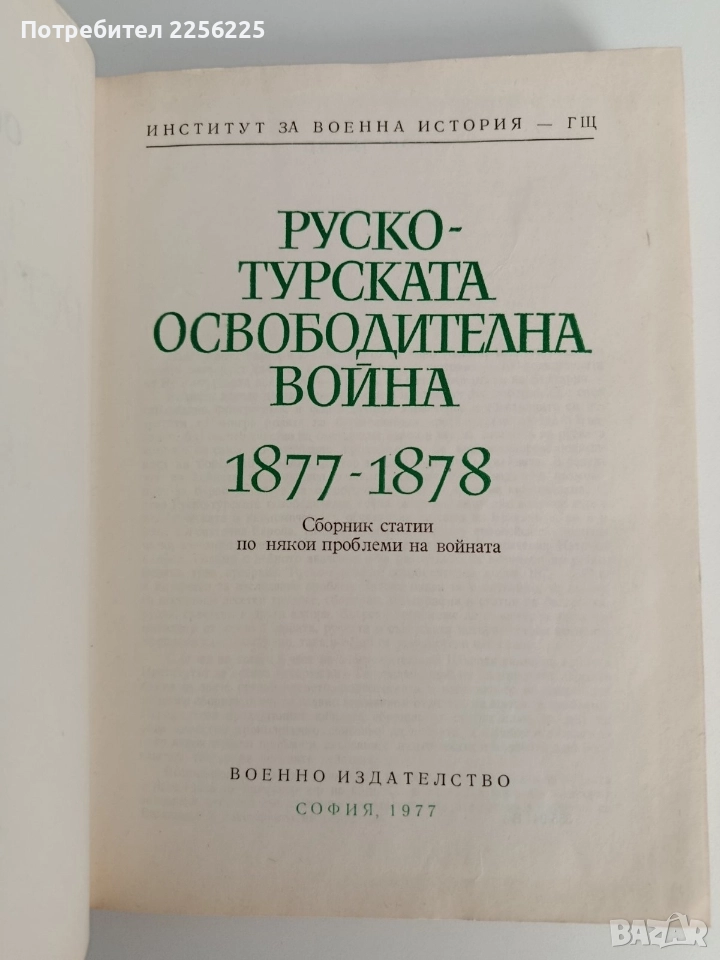 Потребител 2256225
ИНСТИТУТ ЗА ВОЕННА ИСТОРИЯ — ГЩ
РУСКО-
ТУРСКАТА
ОСВОБОДИТЕЛНА
ВОЙНА
1877-1878
Сборник статии
по някои проблеми на войната
ВОЕННО ИЗДАТЕЛСТВО
СОФИЯ, 1977
BAZAR